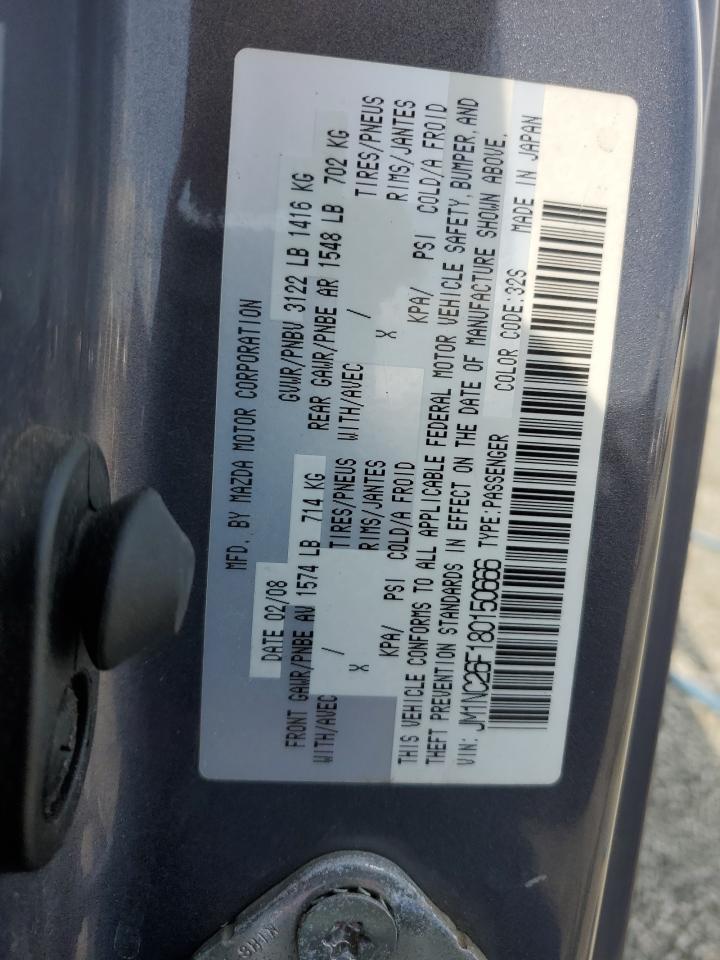 MFD. BY MAZDA MOTOR CORPORATION
DATE 02/08 GVWR/PNBV 3122 LB 1416 KG
FRONT GAWR/PNBE AV 1574 LB 714 KG REAR GAWR/PNBE AR 1548 LB 702 KG
WITH/AVEC / TIRES/PNEUS WITH/AVEC / TIRES/PNEUS
X RIMS/JANTES X RIMS/JANTES
KPA/ PSI COLD/A FROID KPA/ PSI COLD/A FROID
THIS VEHICLE CONFORMS TO ALL APPLICABLE FEDERAL MOTOR VEHICLE SAFETY, BUMPER, AND
THEFT PREVENTION STANDARDS IN EFFECT ON THE DATE OF MANUFACTURE SHOWN ABOVE.
VIN: JM1NC26F180150666 TYPE:PASSENGER COLOR CODE:32S MADE IN JAPAN